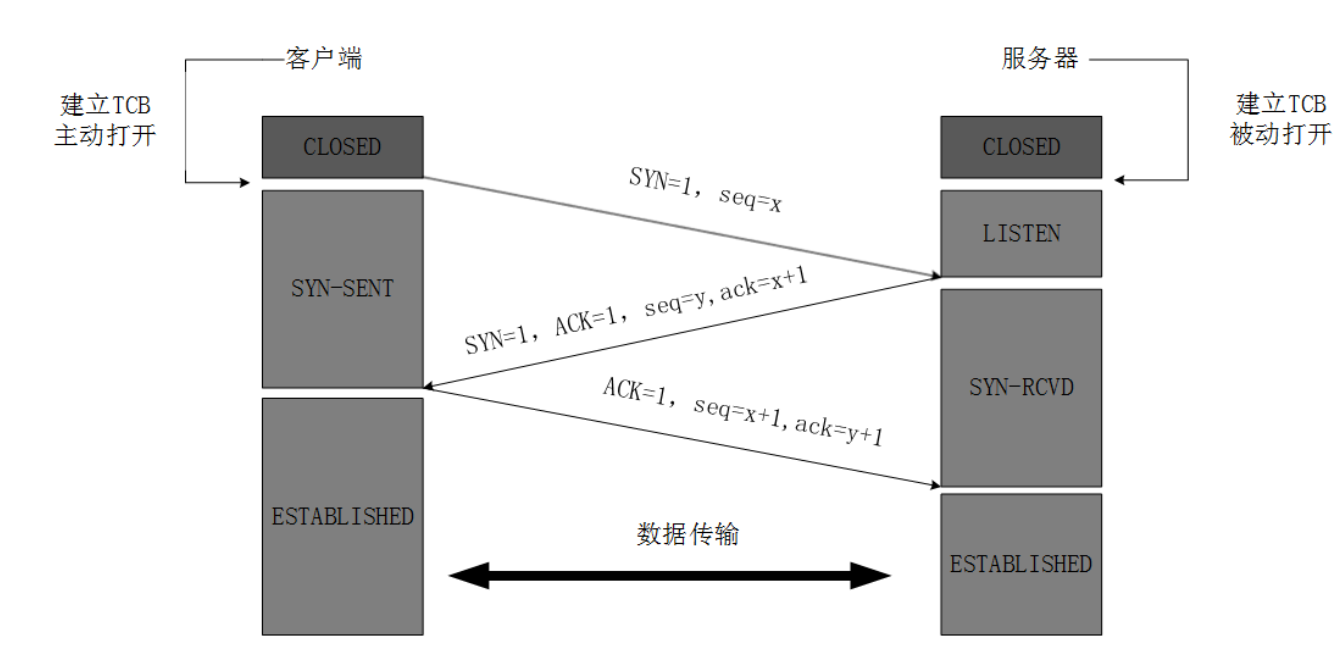 客户端
服务器
建立TCB
主动打开
建立TCB
被动打开
CLOSED
CLOSED
SYN=1, seq=x
LISTEN
SYN-SENT
SYN=1, ACK=1, seq=y,ack=x+1
SYN-RCVD
ACK=1, seq=x+1,ack=y+1
ESTABLISHED
数据传输
ESTABLISHED